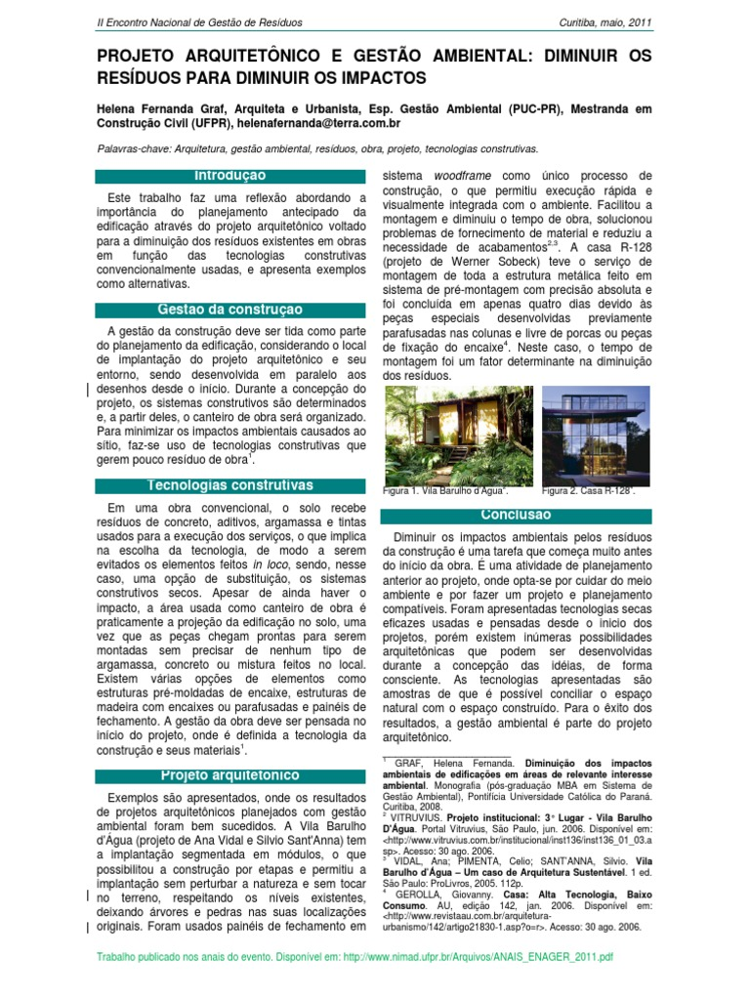 II Encontro Nacional de Gestão de Resíduos
Curitiba, maio, 2011
PROJETO ARQUITETÔNICO E GESTÃO AMBIENTAL: DIMINUIR OS
RESÍDUOS PARA DIMINUIR OS IMPACTOS
Helena Fernanda Graf, Arquiteta e Urbanista, Esp. Gestão Ambiental (PUC-PR), Mestranda em
Construção Civil (UFPR), helenafernanda@terra.com.br
Palavras-chave: Arquitetura, gestão ambiental, resíduos, obra, projeto, tecnologias construtivas.
Introdução
Este trabalho faz uma reflexão abordando a
importância do planejamento antecipado da
edificação através do projeto arquitetônico voltado
para a diminuição dos resíduos existentes em obras
em função das tecnologias construtivas
convencionalmente usadas, e apresenta exemplos
como alternativas.
Gestão da construção
A gestão da construção deve ser tida como parte
do planejamento da edificação, considerando o local
de implantação do projeto arquitetônico e seu
entorno, sendo desenvolvida em paralelo aos
desenhos desde o início. Durante a concepção do
projeto, os sistemas construtivos são determinados
e, a partir deles, o canteiro de obra será organizado.
Para minimizar os impactos ambientais causados ao
sítio, faz-se uso de tecnologias construtivas que
gerem pouco resíduo de obra¹.
Tecnologias construtivas
Em uma obra convencional, o solo recebe
resíduos de concreto, aditivos, argamassa e tintas
usados para a execução dos serviços, o que implica
na escolha da tecnologia, de modo a serem
evitados os elementos feitos in loco, sendo, nesse
caso, uma opção de substituição, os sistemas
construtivos secos. Apesar de ainda haver o
impacto, a área usada como canteiro de obra é
praticamente a projeção da edificação no solo, uma
vez que as peças chegam prontas para serem
montadas sem precisar de nenhum tipo de
argamassa, concreto ou mistura feitos no local.
Existem várias opções de elementos como
estruturas pré-moldadas de encaixe, estruturas de
madeira com encaixes ou parafusadas e painéis de
fechamento. A gestão da obra deve ser pensada no
início do projeto, onde é definida a tecnologia da
construção e seus materiais¹.
Projeto arquitetônico
Exemplos são apresentados, onde os resultados
de projetos arquitetônicos planejados com gestão
ambiental foram bem sucedidos. A Vila Barulho
d'Água (projeto de Ana Vidal e Silvio Sant'Anna) tem
a implantação segmentada em módulos, o que
possibilitou a construção por etapas e permitiu a
implantação sem perturbar a natureza e sem tocar
no terreno, respeitando os níveis existentes,
deixando árvores e pedras nas suas localizações
originais. Foram usados painéis de fechamento em
sistema woodframe como único processo de
construção, o que permitiu execução rápida e
visualmente integrada com o ambiente. Facilitou a
montagem e diminuiu o tempo de obra, solucionou
problemas de fornecimento de material e reduziu a
necessidade de acabamentos²,³. A casa R-128
(projeto de Werner Sobeck) teve o serviço de
montagem de toda a estrutura metálica feito em
sistema de pré-montagem com precisão absoluta e
foi concluída em apenas quatro dias devido às
peças especiais desenvolvidas previamente
parafusadas nas colunas e livre de porcas ou peças
de fixação do encaixe⁴. Neste caso, o tempo de
montagem foi um fator determinante na diminuição
dos resíduos.
Figura 1. Vila Barulho d'Água².
Figura 2. Casa R-128⁴.
Conclusão
Diminuir os impactos ambientais pelos resíduos
da construção é uma tarefa que começa muito antes
do início da obra. É uma atividade de planejamento
anterior ao projeto, onde opta-se por cuidar do meio
ambiente e por fazer um projeto e planejamento
compatíveis. Foram apresentadas tecnologias secas
eficazes usadas e pensadas desde o inicio dos
projetos, porém existem inúmeras possibilidades
arquitetônicas que podem ser desenvolvidas
durante a concepção das idéias, de forma
consciente. As tecnologias apresentadas são
amostras de que é possível conciliar o espaço
natural com o espaço construído. Para o êxito dos
resultados, a gestão ambiental é parte do projeto
arquitetônico.
¹ GRAF, Helena Fernanda. Diminuição dos impactos
ambientais de edificações em áreas de relevante interesse
ambiental. Monografia (pós-graduação MBA em Sistema de
Gestão Ambiental), Pontifícia Universidade Católica do Paraná.
Curitiba, 2008.
² VITRUVIUS. Projeto institucional: 3° Lugar - Vila Barulho
D'Água. Portal Vitruvius, São Paulo, jun. 2006. Disponível em:
<http://www.vitruvius.com.br/institucional/inst136/inst136_01_03.a
sp>. Acesso: 30 ago. 2006.
³ VIDAL, Ana; PIMENTA, Celio; SANT'ANNA, Silvio. Vila
Barulho d'Água – Um caso de Arquitetura Sustentável. 1 ed.
São Paulo: ProLivros, 2005. 112p.
⁴ GEROLLA, Giovanny. Casa: Alta Tecnologia, Baixo
Consumo. AU, edição 142, jan. 2006. Disponível em:
<http://www.revistaau.com.br/arquitetura-
urbanismo/142/artigo21830-1.asp?o=r>. Acesso: 30 ago. 2006.
Trabalho publicado nos anais do evento. Disponível em: http://www.nimad.ufpr.br/Arquivos/ANAIS_ENAGER_2011.pdf